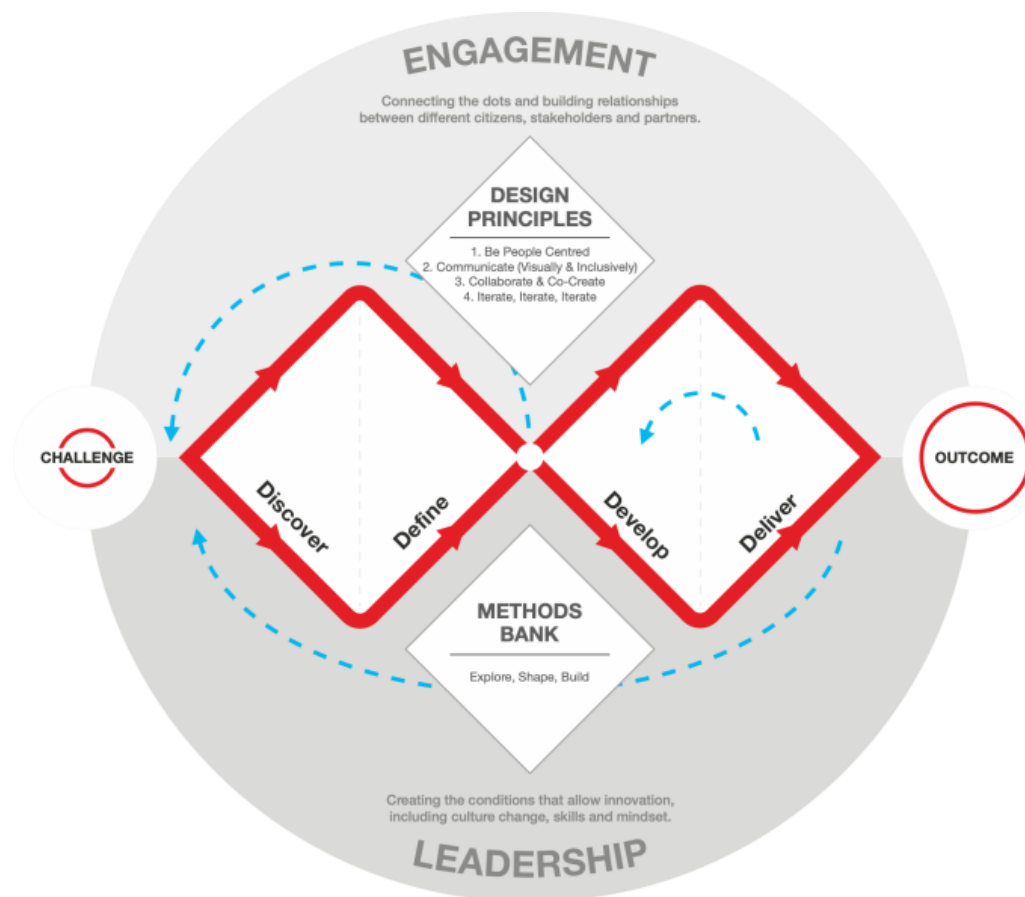 ENGAGEMENT
Connecting the dots and building relationships
between different citizens, stakeholders and partners.
DESIGN
PRINCIPLES
1. Be People Centred
2. Communicate (Visually & Inclusively)
3. Collaborate & Co-Create
4. Iterate, Iterate, Iterate
CHALLENGE
Discover
Define
Develop
Deliver
OUTCOME
METHODS
BANK
Explore, Shape, Build
Creating the conditions that allow innovation,
including culture change, skills and mindset.
LEADERSHIP